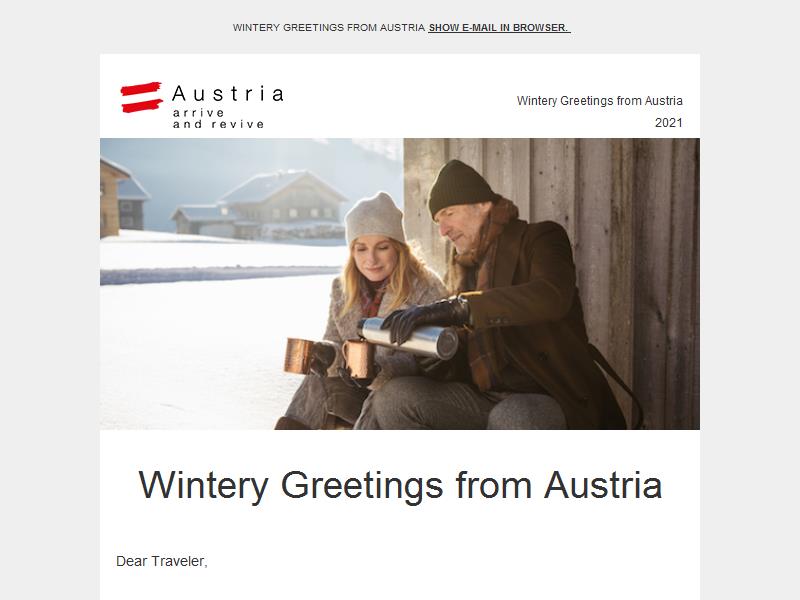 WINTERY GREETINGS FROM AUSTRIA SHOW E-MAIL IN BROWSER.
Austria
arrive
and revive
Wintery Greetings from Austria
2021
Wintery Greetings from Austria
Dear Traveler,